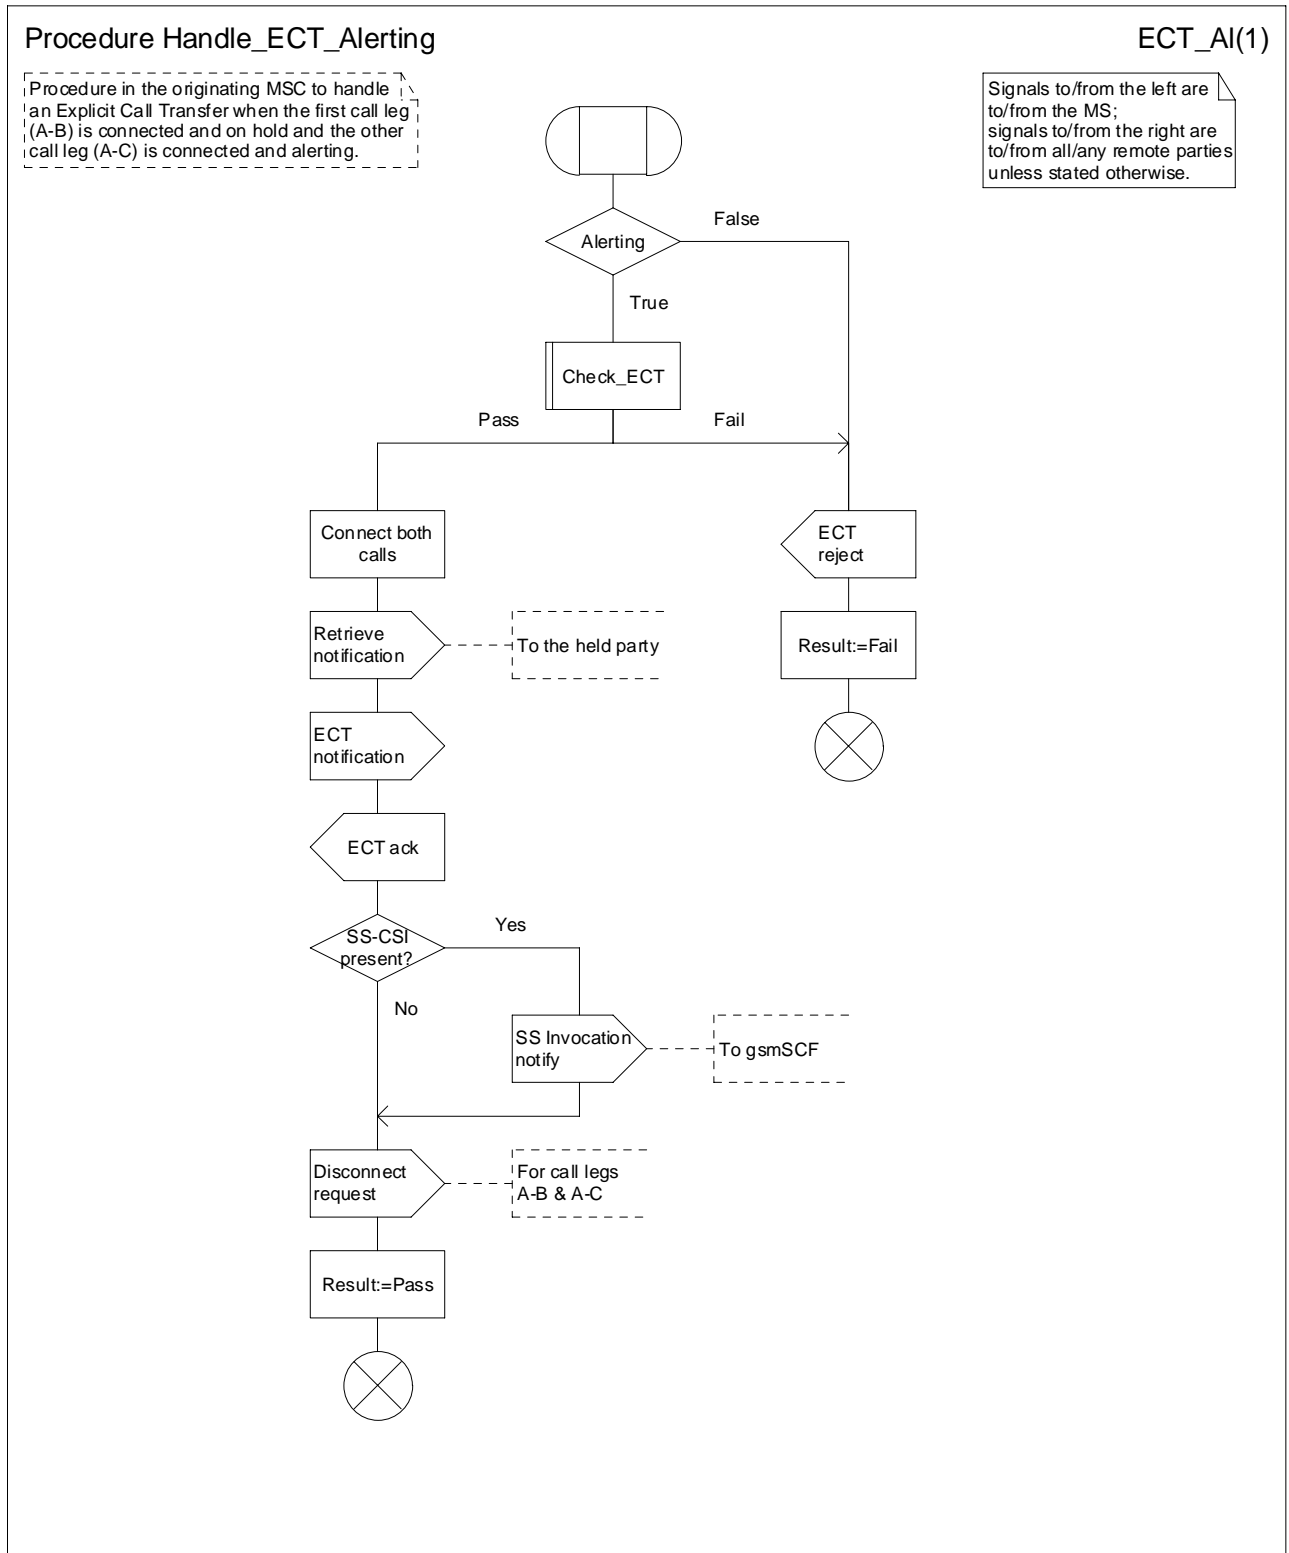 Procedure Handle_ECT_Alerting
ECT_Al(1)
Procedure in the originating MSC to handle
an Explicit Call Transfer when the first call leg
(A-B) is connected and on hold and the other
call leg (A-C) is connected and alerting.
Signals to/from the left are
to/from the MS;
signals to/from the right are
to/from all/any remote parties
unless stated otherwise.
Alerting
False
True
Check_ECT
Pass
Fail
Connect both
calls
ECT
reject
Retrieve
notification
To the held party
Result:=Fail
ECT
notification
ECT ack
SS-CSI
present?
Yes
No
SS Invocation
notify
To gsmSCF
Disconnect
request
For call legs
A-B & A-C
Result:=Pass